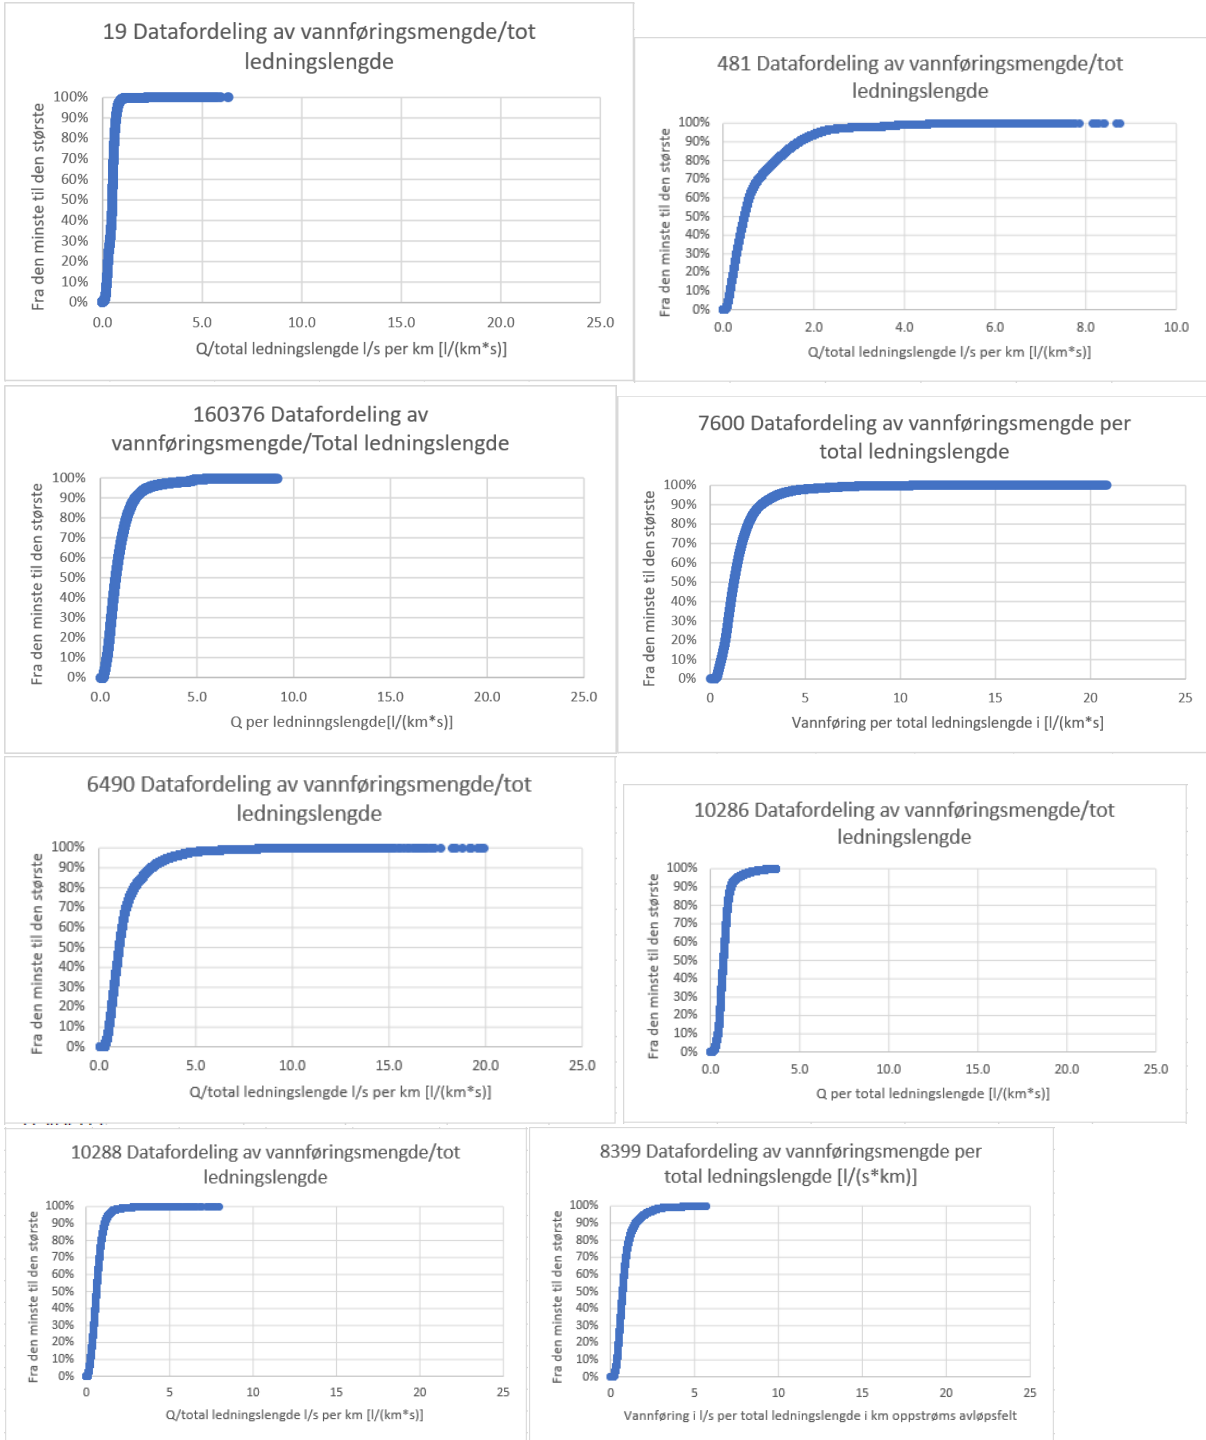 19 Datafordeling av vannføringsmengde/tot
ledningslengde
Fra den minste til den største
100%
90%
80%
70%
60%
50%
40%
30%
20%
10%
0%
0.0 5.0 10.0 15.0 20.0 25.0
Q/total ledningslengde l/s per km [l/(km*s)]
481 Datafordeling av vannføringsmengde/tot
ledningslengde
Fra den minste til den største
100%
90%
80%
70%
60%
50%
40%
30%
20%
10%
0%
0.0 2.0 4.0 6.0 8.0 10.0
Q/total ledningslengde l/s per km [l/(km*s)]
160376 Datafordeling av
vannføringsmengde/Total ledningslengde
Fra den minste til den største
100%
90%
80%
70%
60%
50%
40%
30%
20%
10%
0%
0.0 5.0 10.0 15.0 20.0 25.0
Q per ledninngslengde[l/(km*s)]
7600 Datafordeling av vannføringsmengde per
total ledningslengde
Fra den minste til den største
100%
90%
80%
70%
60%
50%
40%
30%
20%
10%
0%
0 5 10 15 20 25
Vannføring per total ledningslengde i [l/(km*s]
6490 Datafordeling av vannføringsmengde/tot
ledningslengde
Fra den minste til den største
100%
90%
80%
70%
60%
50%
40%
30%
20%
10%
0%
0.0 5.0 10.0 15.0 20.0 25.0
Q/total ledningslengde l/s per km [l/(km*s)]
10286 Datafordeling av vannføringsmengde/tot
ledningslengde
Fra den minste til den største
100%
90%
80%
70%
60%
50%
40%
30%
20%
10%
0%
0.0 5.0 10.0 15.0 20.0 25.0
Q per total ledningslengde [l/(km*s)]
10288 Datafordeling av vannføringsmengde/tot
ledningslengde
Fra den minste til den største
100%
90%
80%
70%
60%
50%
40%
30%
20%
10%
0%
0 5 10 15 20 25
Q/total ledningslengde l/s per km [l/(km*s)]
8399 Datafordeling av vannføringsmengde per
total ledningslengde [l/(s*km)]
Fra den minste til den største
100%
90%
80%
70%
60%
50%
40%
30%
20%
10%
0%
0 5 10 15 20 25
Vannføring i l/s per total ledningslengde i km oppstrøms avløpsfelt